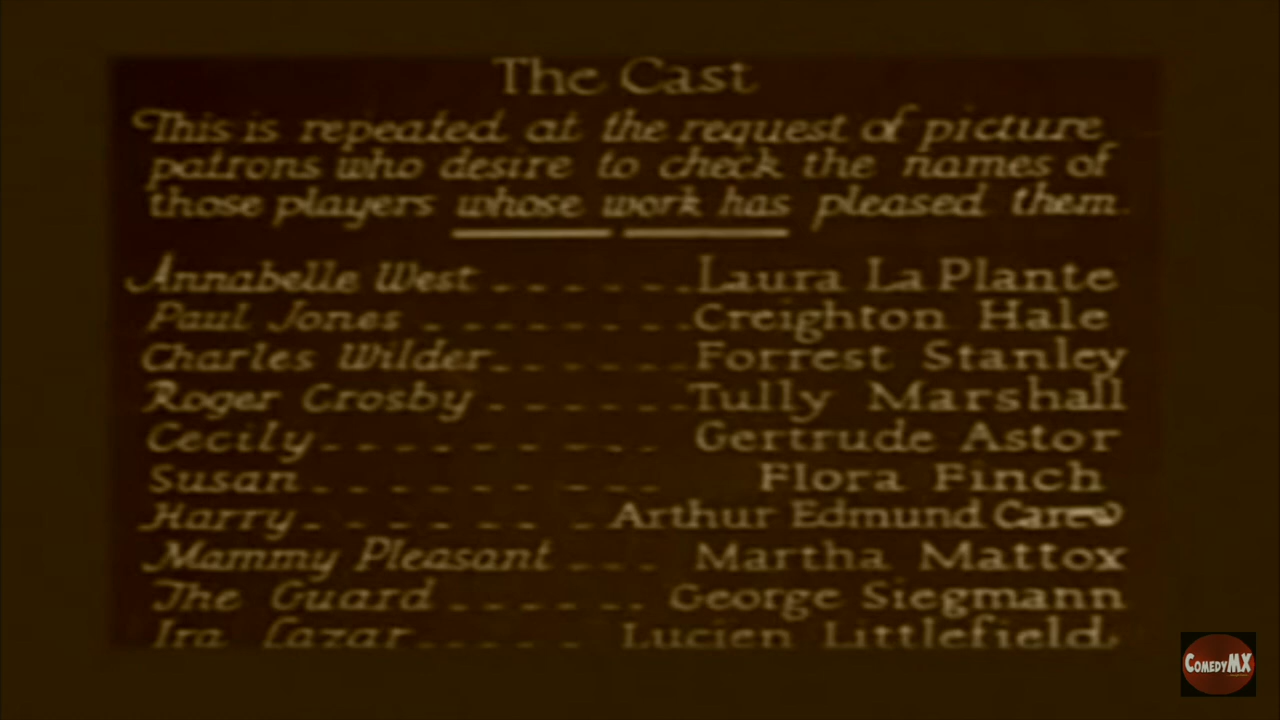 The Cast
This is repeated at the request of picture
patrons who desire to check the names of
those players whose work has pleased them.
Annabelle West ...... Laura La Plante
Paul Jones ........ Creighton Hale
Charles Wilder ...... Forrest Stanley
Roger Crosby ...... Tully Marshall
Cecily ......... Gertrude Astor
Susan ......... Flora Finch
Harry ....... Arthur Edmund Carew
Mammy Pleasant ... Martha Mattox
The Guard ...... George Siegmann
Ira Lazar ..... Lucien Littlefield.
COMEDYMX